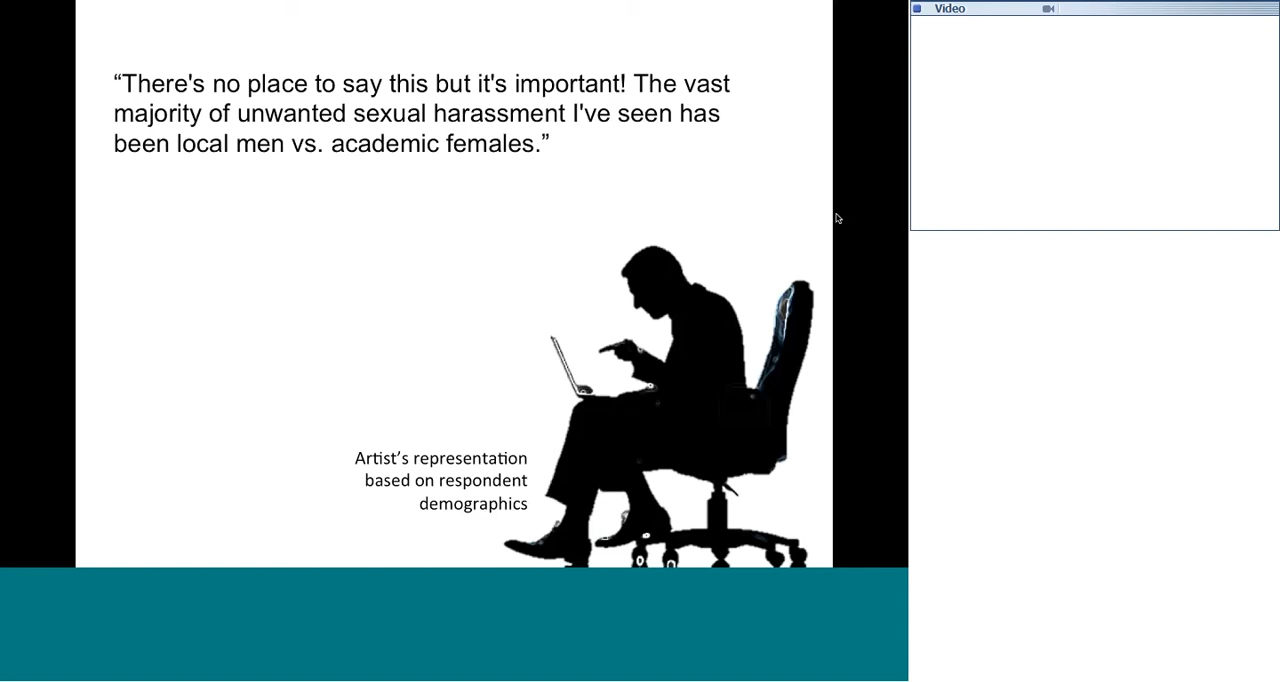 Video
“There's no place to say this but it's important! The vast
majority of unwanted sexual harassment I've seen has
been local men vs. academic females.”
Artist’s representation
based on respondent
demographics